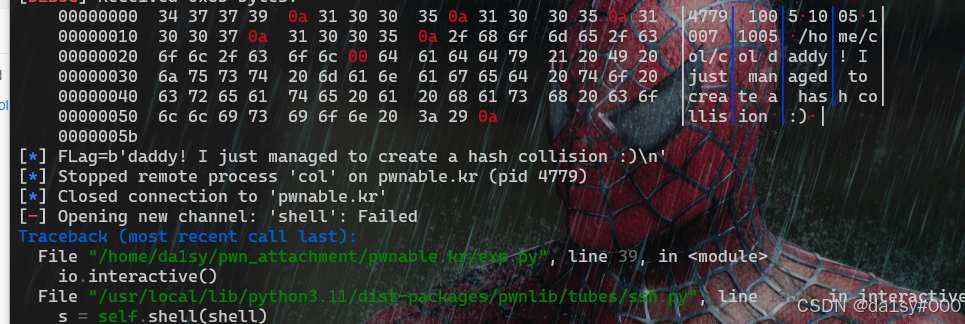 [DEBUG] Received 0x5b bytes:
00000000 34 37 37 39 0a 31 30 30 35 0a 31 30 30 35 0a 31 │4779│·100│5·10│05·1│
00000010 30 30 37 0a 31 30 30 35 0a 2f 68 6f 6d 65 2f 63 │007·│1005│·/ho│me/c│
00000020 6f 6c 2f 63 6f 6c 00 64 61 64 64 79 21 20 49 20 │ol/c│ol·d│addy│! I │
00000030 6a 75 73 74 20 6d 61 6e 61 67 65 64 20 74 6f 20 │just│ man│aged│ to │
00000040 63 72 65 61 74 65 20 61 20 68 61 73 68 20 63 6f │crea│te a│ has│h co│
00000050 6c 6c 69 73 69 6f 6e 20 3a 29 0a │llis│ion │:)·│
0000005b
[*] FLag=b'daddy! I just managed to create a hash collision :)\n'
[*] Stopped remote process 'col' on pwnable.kr (pid 4779)
[*] Closed connection to 'pwnable.kr'
[-] Opening new channel: 'shell': Failed
Traceback (most recent call last):
File "/home/da1sy/pwn_attachment/pwnable.kr/exp.py", line 39, in <module>
io.interactive()
File "/usr/local/lib/python3.11/dist-packages/pwnlib/tubes/ssh.py", line in interactive
s = self.shell(shell)
CSDN @da1sy#000